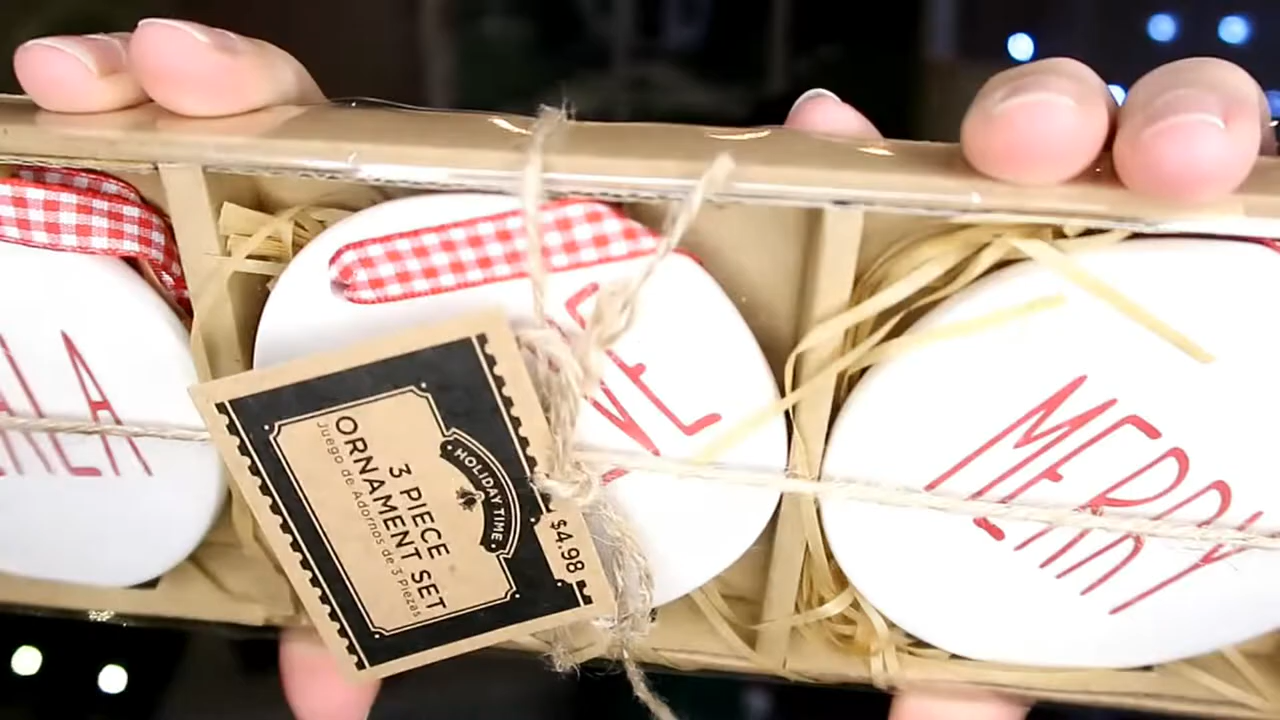 HOLIDAY TIME
3 PIECE
ORNAMENT SET
Juego de Adornos de 3 Piezas
$4.98
MERRY